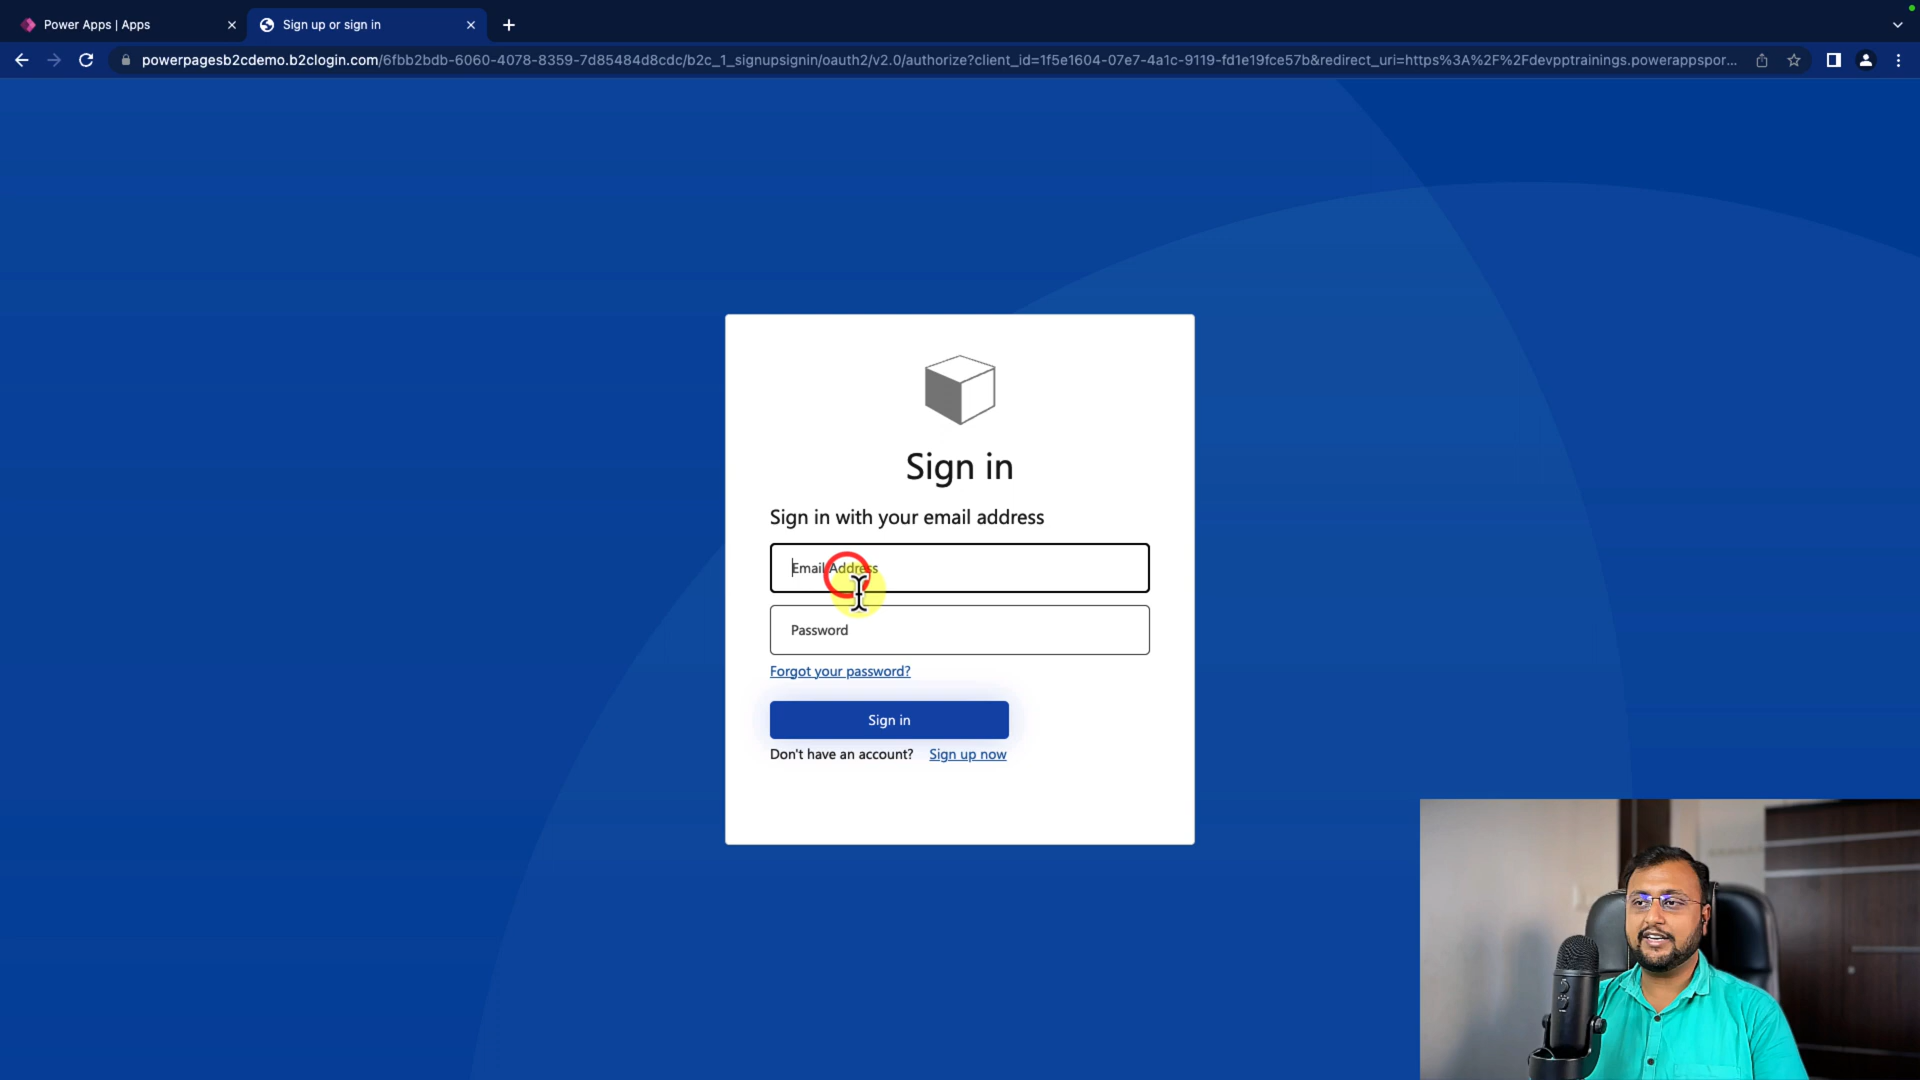 Power Apps | Apps
Sign up or sign in
powerpagesb2cdemo.b2clogin.com/6fbb2bdb-6060-4078-8359-7d85484d8cdc/b2c_1_signupsignin/oauth2/v2.0/authorize?client_id=1f5e1604-07e7-4a1c-9119-fd1e19fce57b&redirect_uri=https%3A%2F%2Fdevpptrainings.powerappspor...
Sign in
Sign in with your email address
Email Address
Password
Forgot your password?
Sign in
Don't have an account? Sign up now